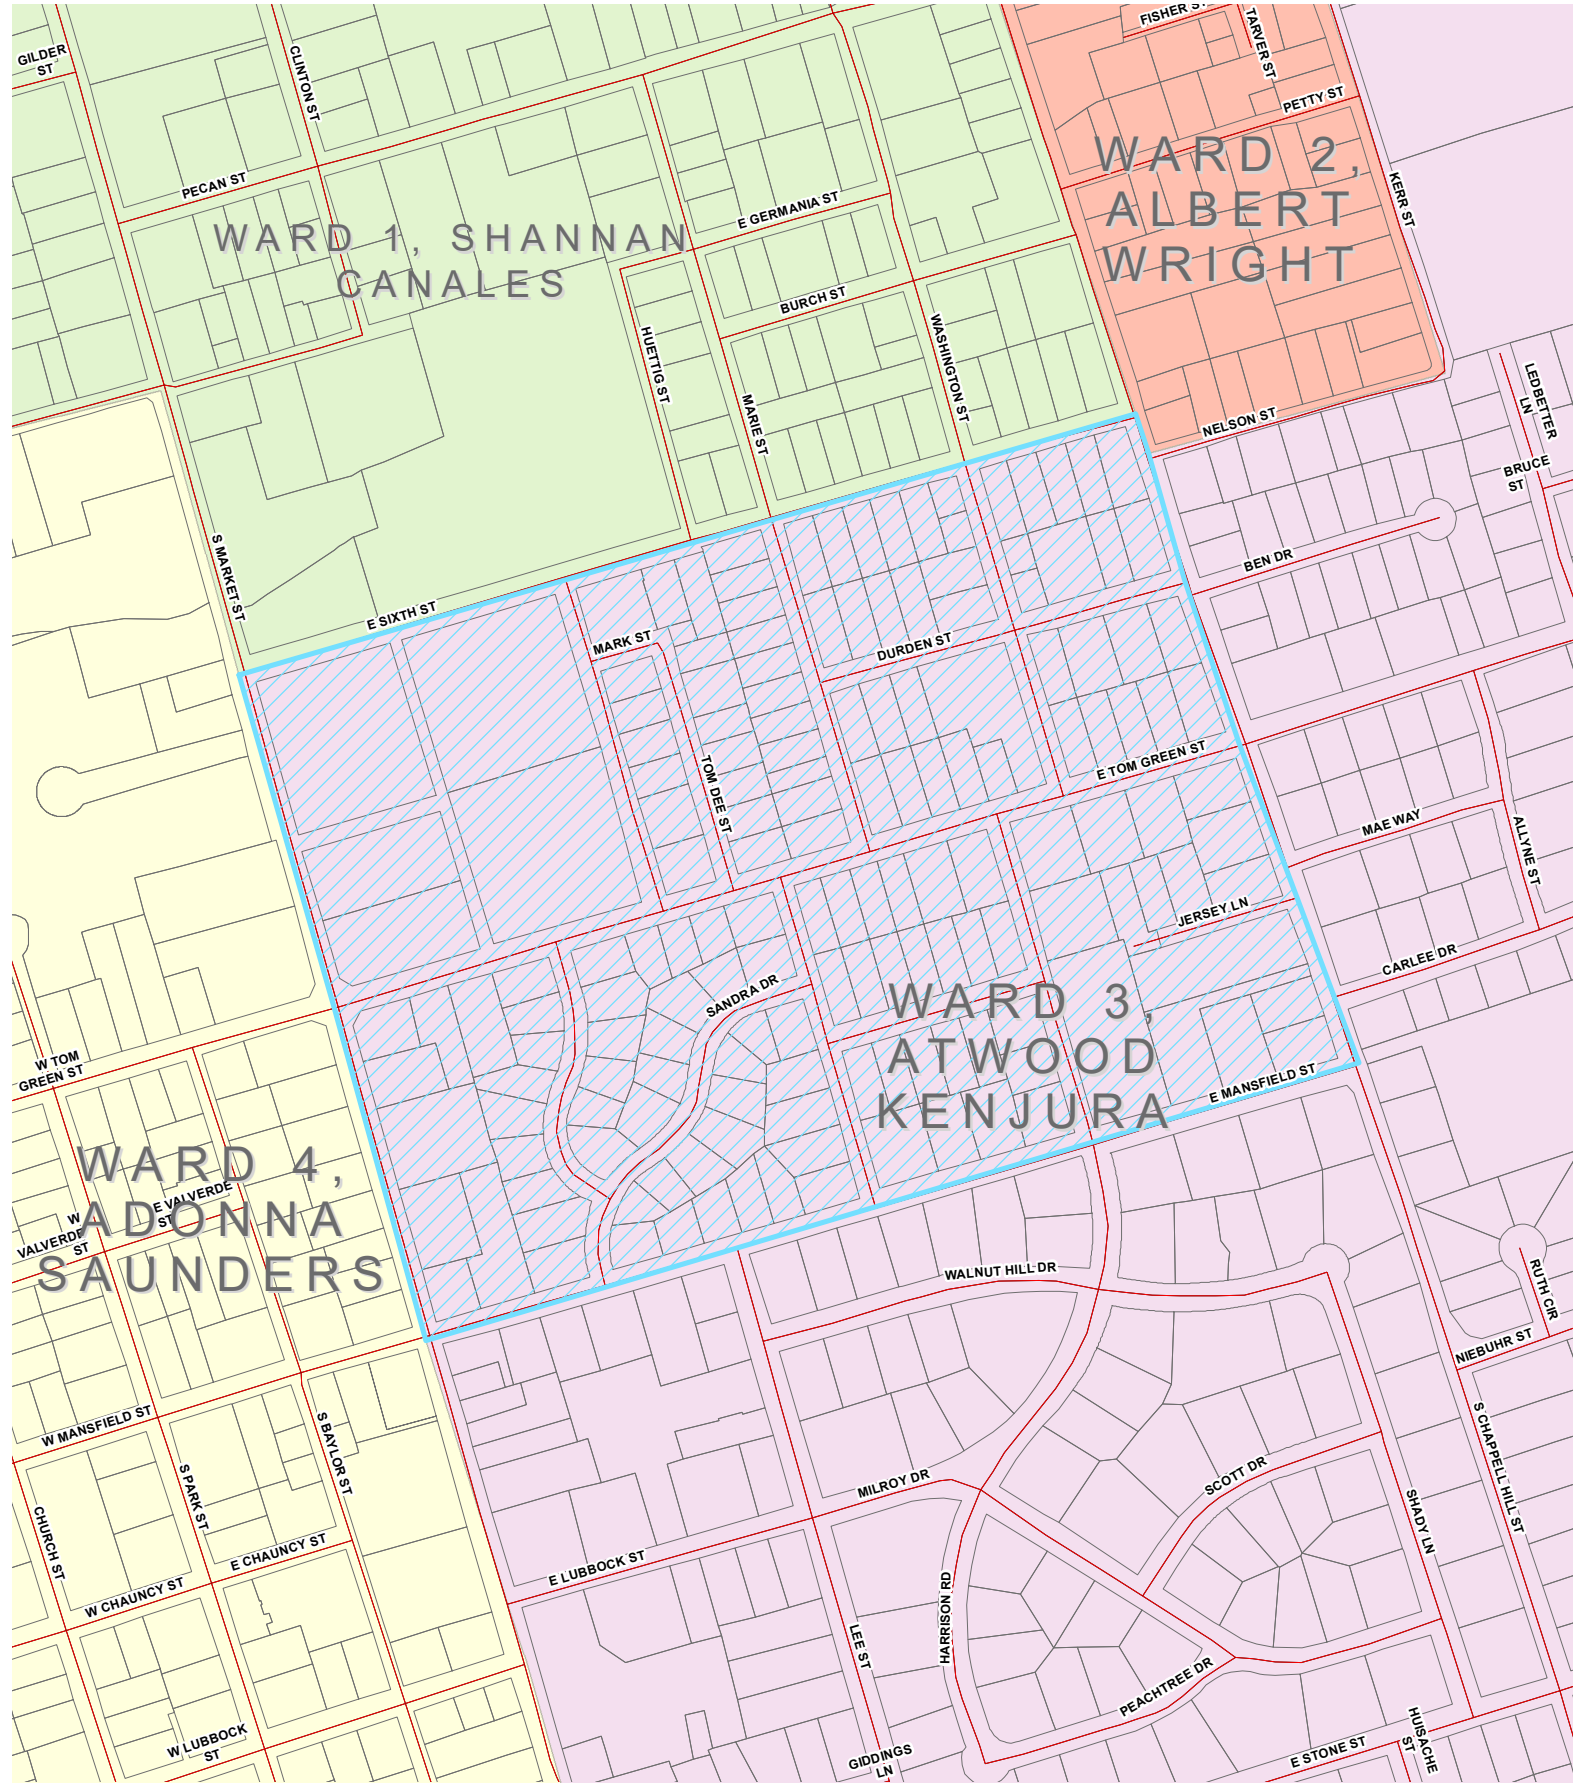 FISHER ST
TARVER ST
GILDER
ST
CLINTON ST
PETTY ST
WARD 2,
ALBERT
WRIGHT
KERR ST
PECAN ST
E GERMANIA ST
WARD 1, SHANNAN
CANALES
BURCH ST
HUETTIG ST
WASHINGTON ST
MARIE ST
NELSON ST
LEDBETTER
LN
BRUCE
ST
S MARKET ST
BEN DR
E SIXTH ST
MARK ST
DURDEN ST
TOM DEE ST
E TOM GREEN ST
MAE WAY
ALLYNE ST
JERSEY LN
CARLEE DR
SANDRA DR
WARD 3,
ATWOOD
KENJURA
W TOM
GREEN ST
E MANSFIELD ST
WARD 4,
ADONNA
SAUNDERS
E VALVERDE
ST
W
VALVERDE
ST
WALNUT HILL DR
RUTH CIR
NIEBUHR ST
W MANSFIELD ST
S BAYLOR ST
S PARK ST
S CHAPPELL HILL ST
MILROY DR
SCOTT DR
SHADY LN
CHURCH ST
E CHAUNCY ST
E LUBBOCK ST
W CHAUNCY ST
HARRISON RD
LEE ST
PEACHTREE DR
W LUBBOCK
ST
GIDDINGS
LN
E STONE ST
HUISACHE
ST